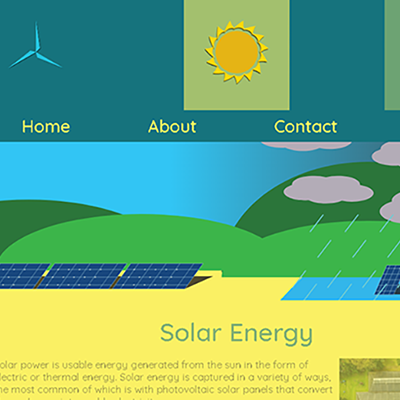 Home About Contact
Solar Energy
olar power is usable energy generated from the sun in the form of
lectric or thermal energy. Solar energy is captured in a variety of ways,
he most common of which is with photovoltaic solar panels that convert